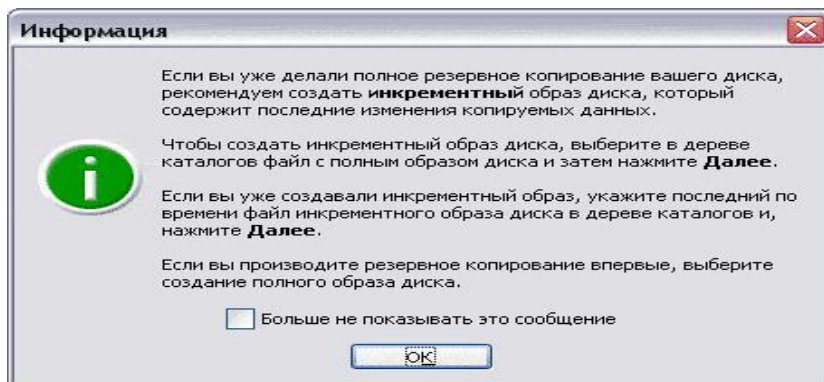 Информация
Если вы уже делали полное резервное копирование вашего диска,
рекомендуем создать инкрементный образ диска, который
содержит последние изменения копируемых данных.
Чтобы создать инкрементный образ диска, выберите в дереве
каталогов файл с полным образом диска и затем нажмите Далее.
Если вы уже создавали инкрементный образ, укажите последний по
времени файл инкрементного образа диска в дереве каталогов и,
нажмите Далее.
Если вы производите резервное копирование впервые, выберите
создание полного образа диска.
Больше не показывать это сообщение
OK